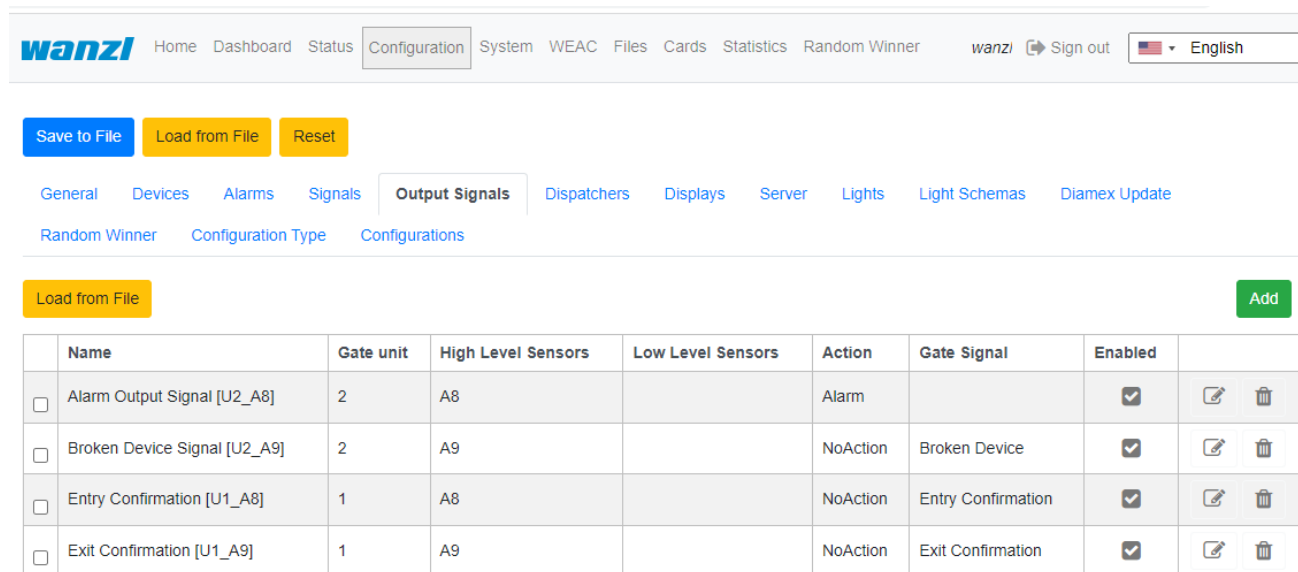 wanzl Home Dashboard Status Configuration System WEAC Files Cards Statistics Random Winner wanzl Sign out English
Save to File Load from File Reset
General Devices Alarms Signals Output Signals Dispatchers Displays Server Lights Light Schemas Diamex Update
Random Winner Configuration Type Configurations
Load from File Add
Name Gate unit High Level Sensors Low Level Sensors Action Gate Signal Enabled
Alarm Output Signal [U2_A8] 2 A8 Alarm
Broken Device Signal [U2_A9] 2 A9 NoAction Broken Device
Entry Confirmation [U1_A8] 1 A8 NoAction Entry Confirmation
Exit Confirmation [U1_A9] 1 A9 NoAction Exit Confirmation